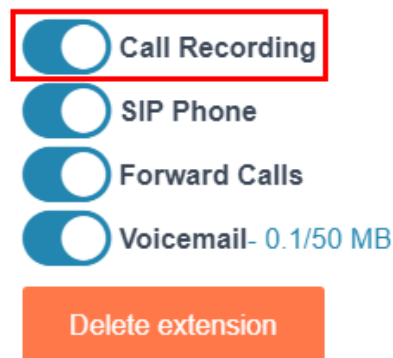 Call Recording
SIP Phone
Forward Calls
Voicemail- 0.1/50 MB
Delete extension